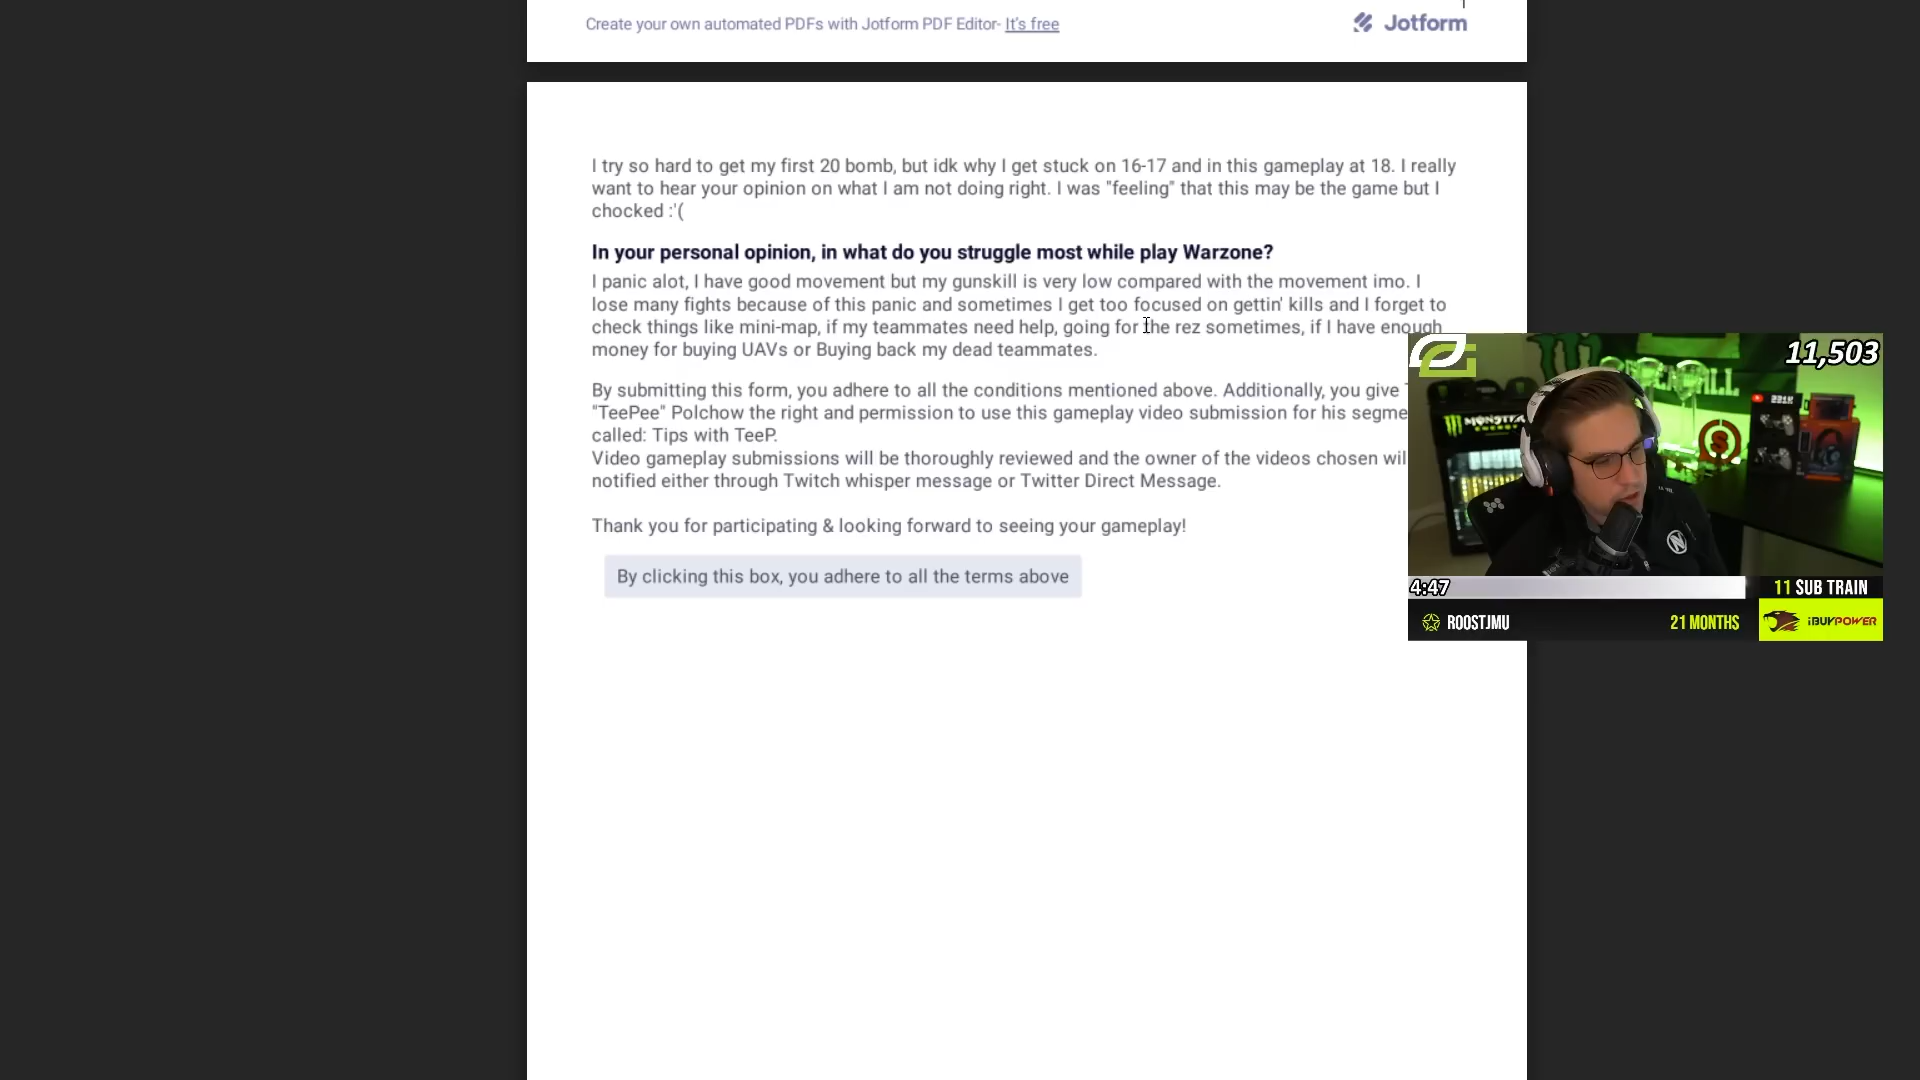 Create your own automated PDFs with Jotform PDF Editor- It's free
Jotform
I try so hard to get my first 20 bomb, but idk why I get stuck on 16-17 and in this gameplay at 18. I really
want to hear your opinion on what I am not doing right. I was "feeling" that this may be the game but I
chocked :'(
In your personal opinion, in what do you struggle most while play Warzone?
I panic alot, I have good movement but my gunskill is very low compared with the movement imo. I
lose many fights because of this panic and sometimes I get too focused on gettin' kills and I forget to
check things like mini-map, if my teammates need help, going for the rez sometimes, if I have enough
money for buying UAVs or Buying back my dead teammates.
By submitting this form, you adhere to all the conditions mentioned above. Additionally, you give
"TeePee" Polchow the right and permission to use this gameplay video submission for his segme
called: Tips with TeeP.
Video gameplay submissions will be thoroughly reviewed and the owner of the videos chosen wil
notified either through Twitch whisper message or Twitter Direct Message.
Thank you for participating & looking forward to seeing your gameplay!
By clicking this box, you adhere to all the terms above
11,503
MONSTER
4:47
11 SUB TRAIN
ROOSTJMU
21 MONTHS
iBUYPOWER